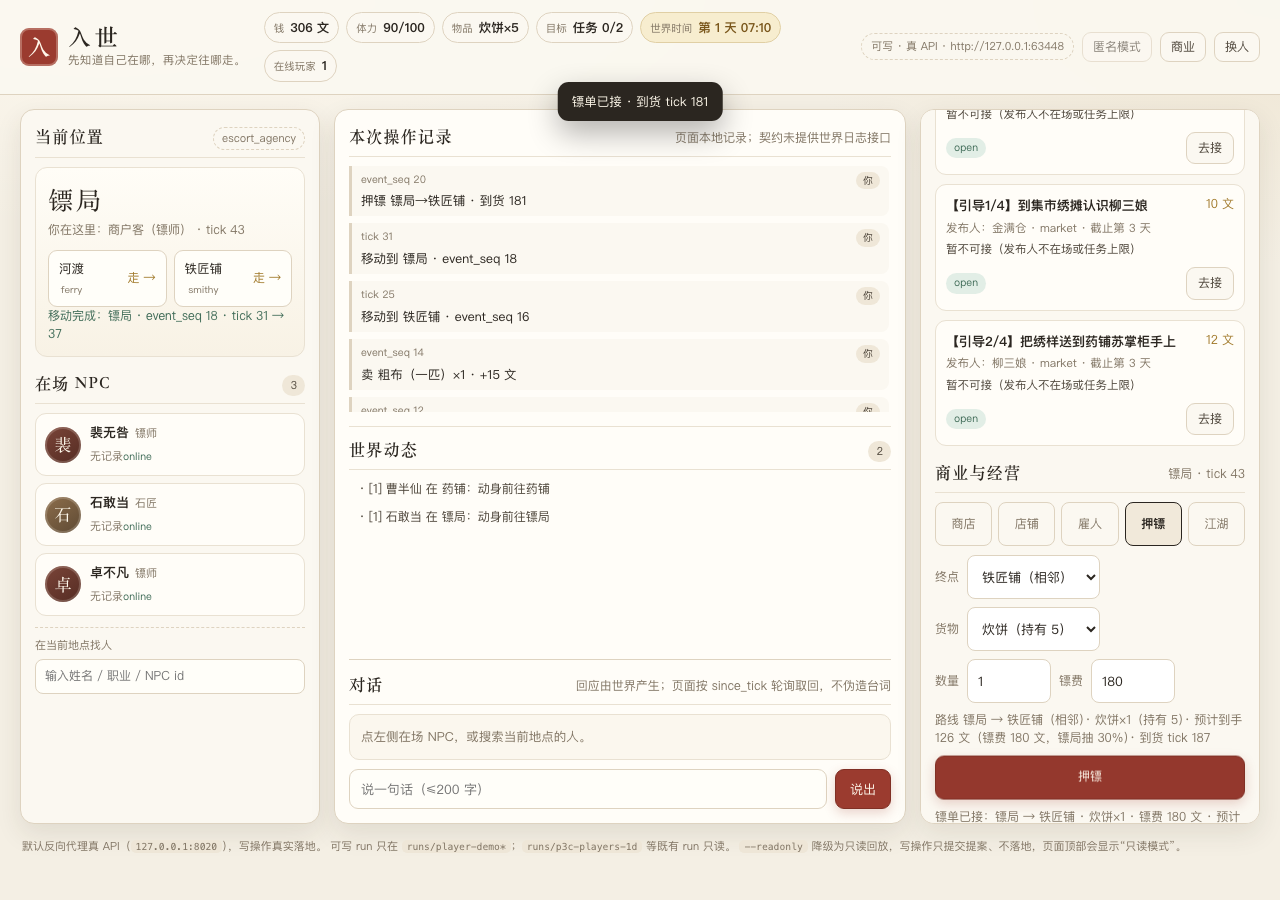 入
入世
先知道自己在哪，再决定往哪走。
钱 306 文
体力 90/100
物品 炊饼×5
目标 任务 0/2
世界时间 第 1 天 07:10
在线玩家 1
可写 · 真 API · http://127.0.0.1:63448
匿名模式
商业
换人
镖单已接 · 到货 tick 181
当前位置
escort_agency
镖局
你在这里：商户客（镖师） · tick 43
河渡
ferry
走 →
铁匠铺
smithy
走 →
移动完成：镖局 · event_seq 18 · tick 31 →
37
在场 NPC
3
裴
裴无咎 镖师
无记录online
石
石敢当 石匠
无记录online
卓
卓不凡 镖师
无记录online
在当前地点找人
输入姓名 / 职业 / NPC id
本次操作记录
页面本地记录；契约未提供世界日志接口
event_seq 20
你
押镖 镖局→铁匠铺 · 到货 181
tick 31
你
移动到 镖局 · event_seq 18
tick 25
你
移动到 铁匠铺 · event_seq 16
event_seq 14
你
卖 粗布（一匹）×1 · +15 文
event_seq 12
你
世界动态
2
· [1] 曹半仙 在 药铺：动身前往药铺
· [1] 石敢当 在 镖局：动身前往镖局
对话
回应由世界产生；页面按 since_tick 轮询取回，不伪造台词
点左侧在场 NPC，或搜索当前地点的人。
说一句话（≤200 字）
说出
暂不可接（发布人不在场或任务上限）
open
去接
【引导1/4】到集市绣摊认识柳三娘
10 文
发布人：金满仓 · market · 截止第 3 天
暂不可接（发布人不在场或任务上限）
open
去接
【引导2/4】把绣样送到药铺苏掌柜手上
12 文
发布人：柳三娘 · market · 截止第 3 天
暂不可接（发布人不在场或任务上限）
open
去接
商业与经营
镖局 · tick 43
商店
店铺
雇人
押镖
江湖
终点
铁匠铺（相邻）
货物
炊饼（持有 5）
数量
1
镖费
180
路线 镖局 → 铁匠铺（相邻）· 炊饼×1（持有 5）· 预计到手
126 文（镖费 180 文，镖局抽 30%）· 到货 tick 187
押镖
镖单已接：镖局 → 铁匠铺 · 炊饼×1 · 镖费 180 文 · 预计
默认反向代理真 API（ 127.0.0.1:8020 ），写操作真实落地。 可写 run 只在 runs/player-demo* ； runs/p3c-players-1d 等既有 run 只读。 --readonly 降级为只读回放，写操作只提交提案、不落地，页面顶部会显示“只读模式”。